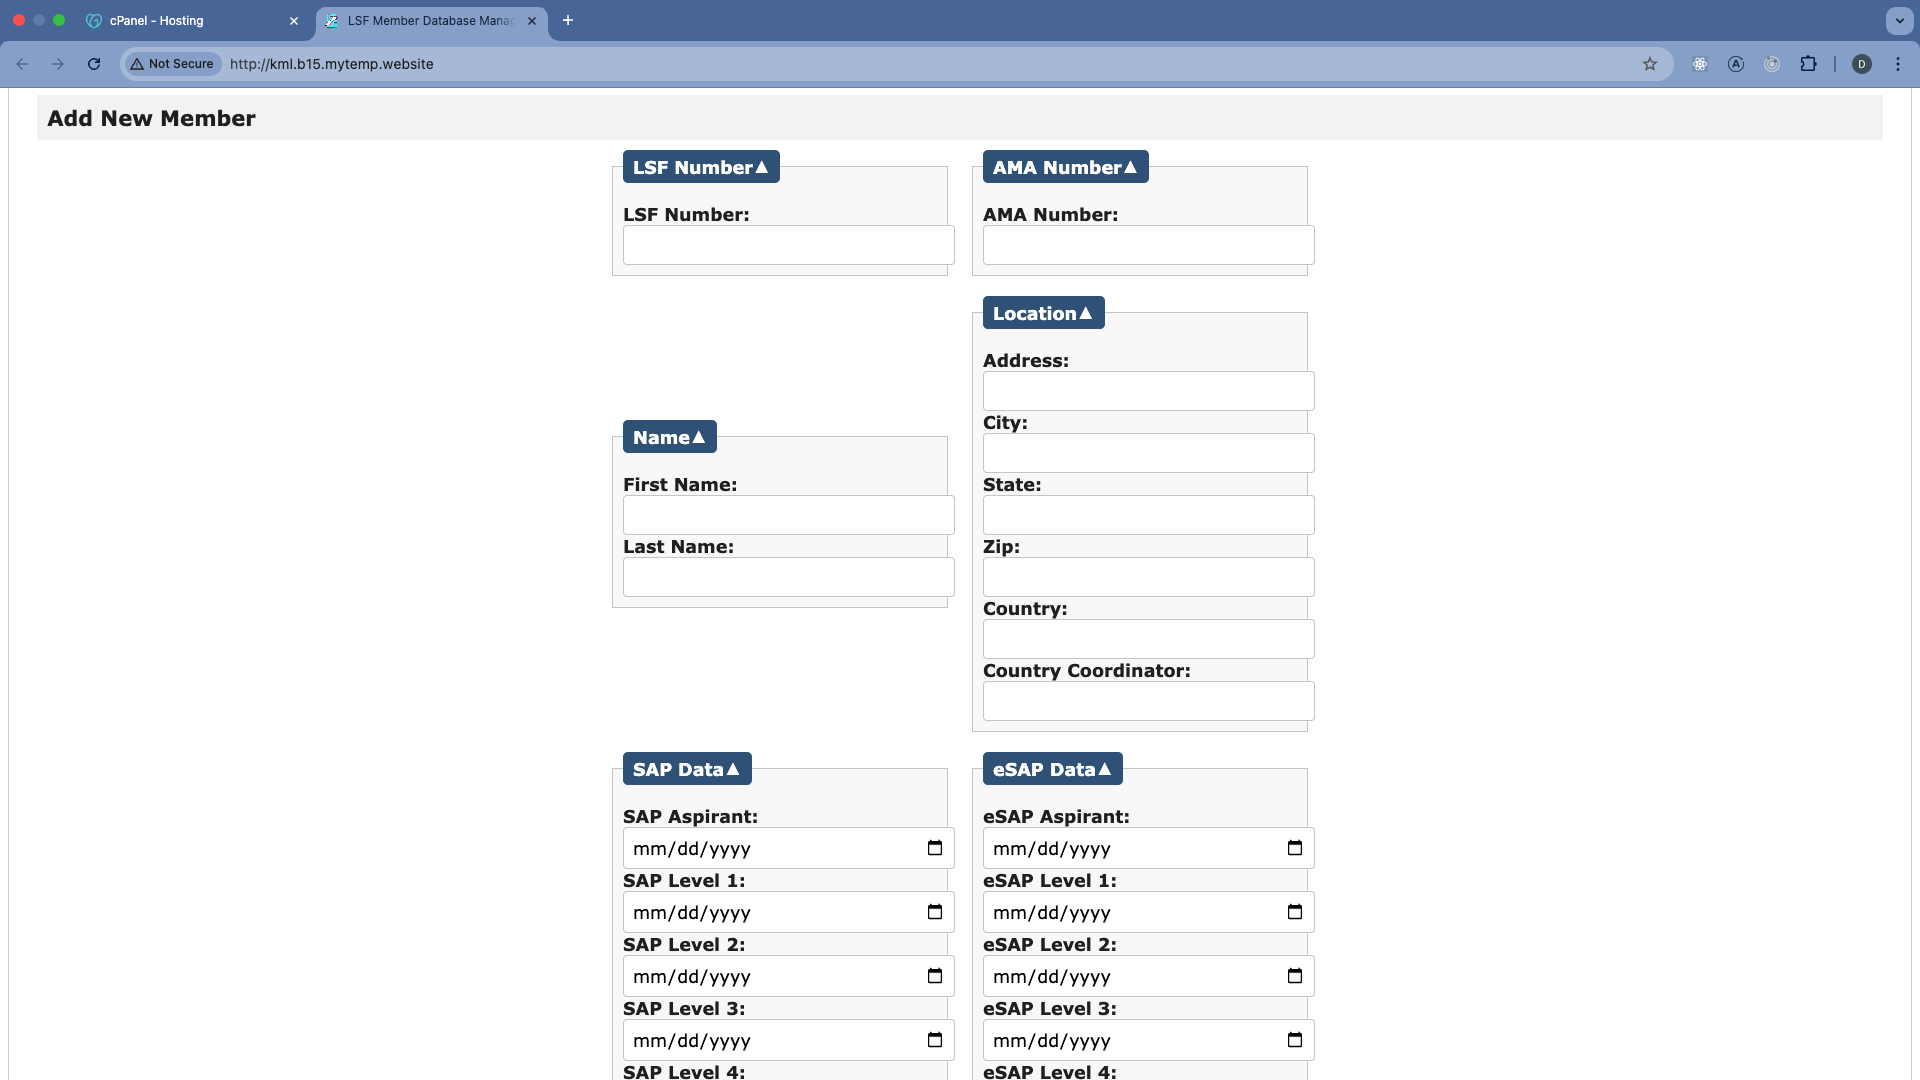 cPanel - Hosting
LSF Member Database Mana
Not Secure
http://kml.b15.mytemp.website
D
Add New Member
LSF Number▲
LSF Number:
AMA Number▲
AMA Number:
Location▲
Address:
City:
State:
Zip:
Country:
Country Coordinator:
Name▲
First Name:
Last Name:
SAP Data▲
SAP Aspirant:
mm/dd/yyyy
SAP Level 1:
mm/dd/yyyy
SAP Level 2:
mm/dd/yyyy
SAP Level 3:
mm/dd/yyyy
SAP Level 4:
eSAP Data▲
eSAP Aspirant:
mm/dd/yyyy
eSAP Level 1:
mm/dd/yyyy
eSAP Level 2:
mm/dd/yyyy
eSAP Level 3:
mm/dd/yyyy
eSAP Level 4: